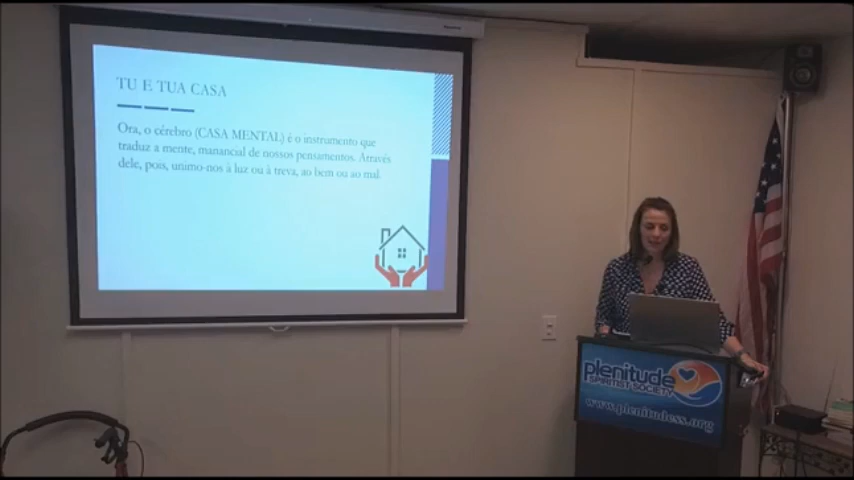 TU E TUA CASA
Ora, o cérebro (CASA MENTAL) é o instrumento que
traduz a mente, manancial de nossos pensamentos. Através
dele, pois, unimo-nos à luz ou à treva, ao bem ou ao mal.
plenitude
SPIRITIST SOCIETY
www.plenitudess.org